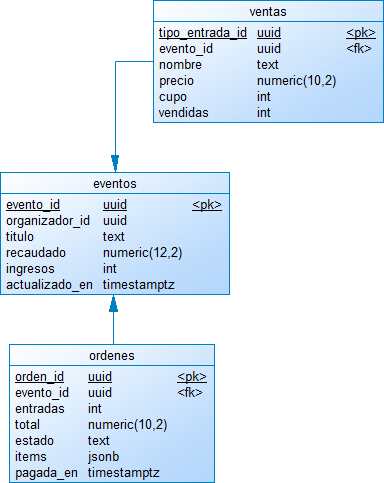 ventas
tipo_entrada_id uuid <pk>
evento_id uuid <fk>
nombre text
precio numeric(10,2)
cupo int
vendidas int
eventos
evento_id uuid <pk>
organizador_id uuid
titulo text
recaudado numeric(12,2)
ingresos int
actualizado_en timestamptz
ordenes
orden_id uuid <pk>
evento_id uuid <fk>
entradas int
total numeric(10,2)
estado text
items jsonb
pagada_en timestamptz